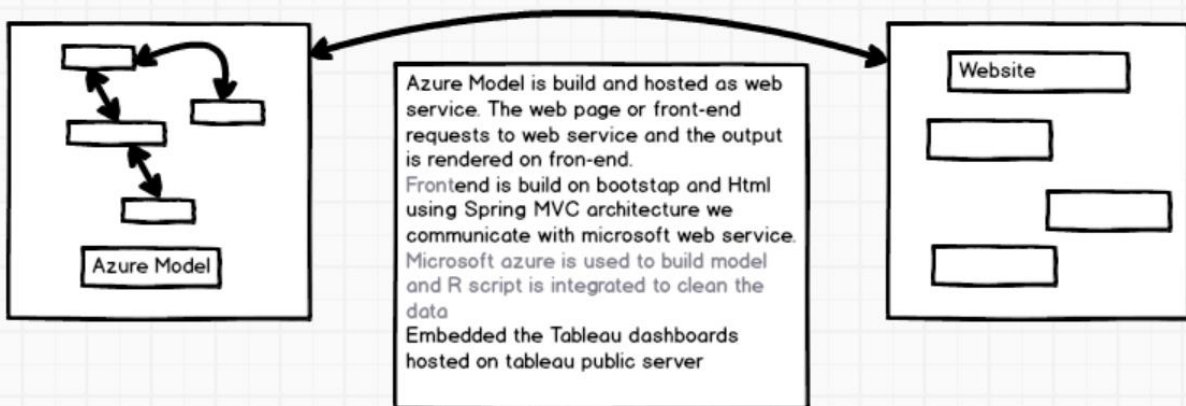 Azure Model is build and hosted as web
service. The web page or front-end
requests to web service and the output
is rendered on fron-end.
Frontend is build on bootstap and Html
using Spring MVC architecture we
communicate with microsoft web service.
Microsoft azure is used to build model
and R script is integrated to clean the
data
Embedded the Tableau dashboards
hosted on tableau public server
Azure Model
Website